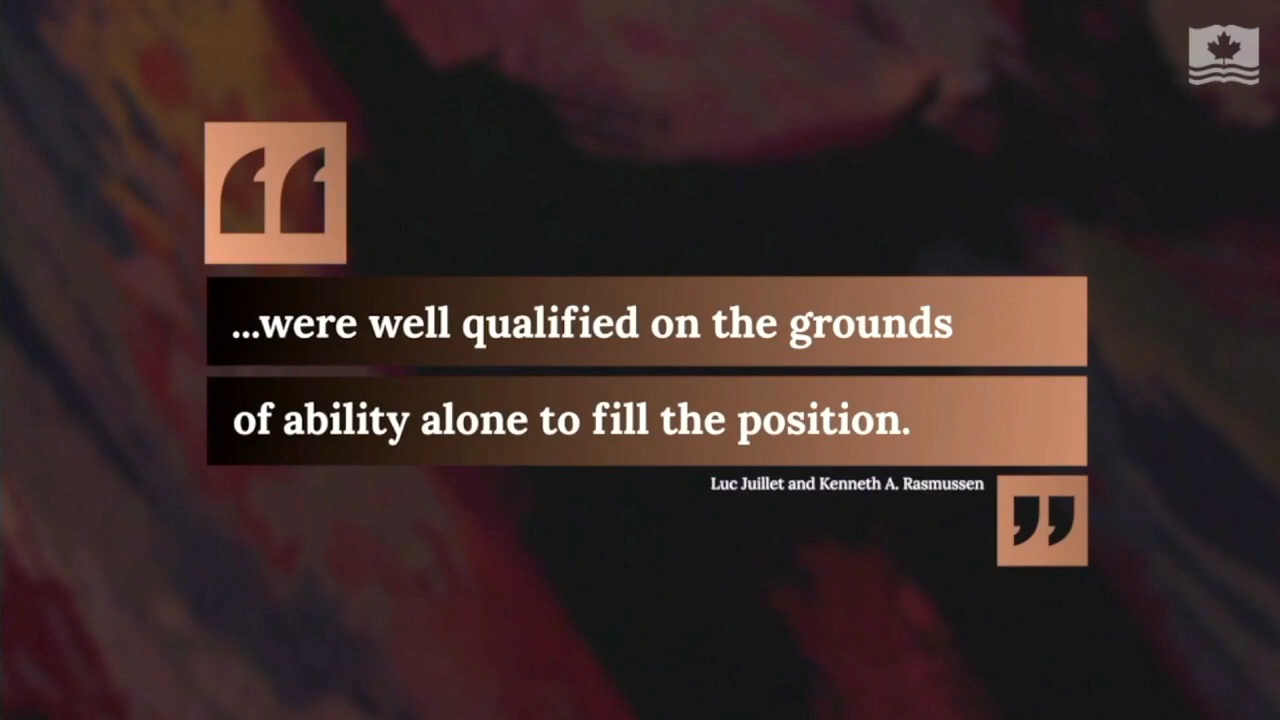 “
...were well qualified on the grounds
of ability alone to fill the position.
Luc Juillet and Kenneth A. Rasmussen
”